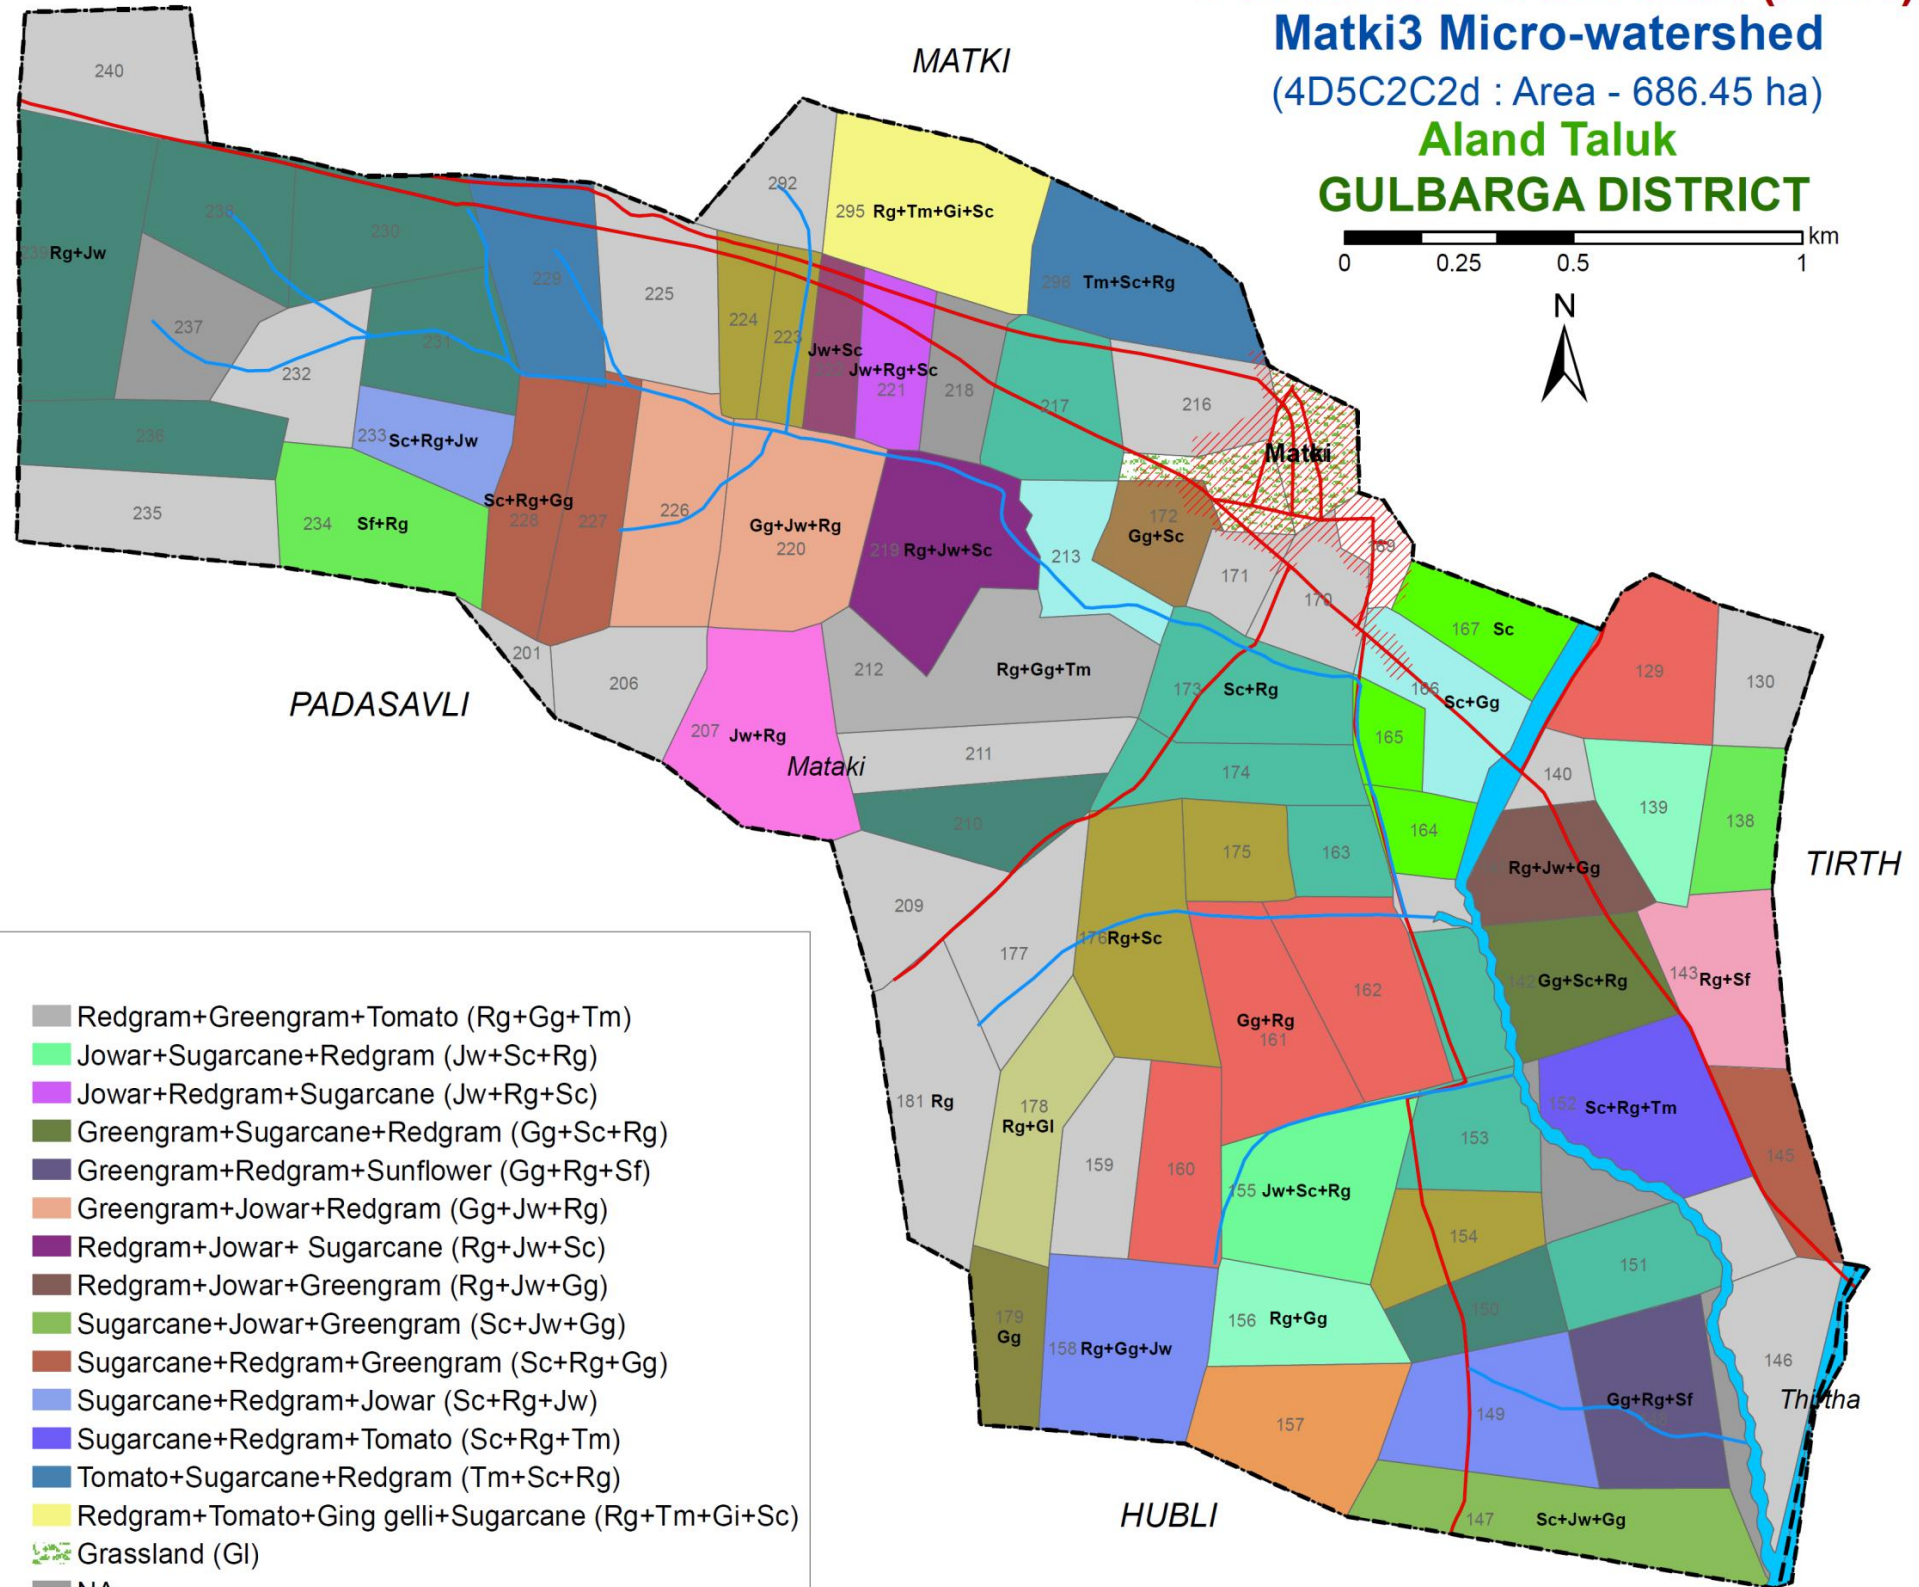 Matki3 Micro-watershed
(4D5C2C2d : Area - 686.45 ha)
Aland Taluk
GULBARGA DISTRICT
km
0 0.25 0.5 1
N
MATKI
PADASAVLI
TIRTH
HUBLI
Mataki
Matki
240
292
295 Rg+Tm+Gi+Sc
296 Tm+Sc+Rg
239 Rg+Jw
238
230
229
225
224
223
Jw+Sc
Jw+Rg+Sc
221
218
217
216
237
232
231
233 Sc+Rg+Jw
236
235
234 Sf+Rg
Sc+Rg+Gg
228
227
226
Gg+Jw+Rg
220
219 Rg+Jw+Sc
213
172
Gg+Sc
171
170
169
167 Sc
166
Sc+Gg
129
130
201
206
207 Jw+Rg
212 Rg+Gg+Tm
211
210
209
173 Sc+Rg
174
165
164
140
139
138
175
163
176 Rg+Sc
177
Rg+Jw+Gg
142 Gg+Sc+Rg
143 Rg+Sf
162
Gg+Rg
161
181 Rg
178
Rg+Gl
159
160
155 Jw+Sc+Rg
153
152 Sc+Rg+Tm
145
154
151
150
156 Rg+Gg
179
Gg
158 Rg+Gg+Jw
157
149
Gg+Rg+Sf
146
Thirtha
147 Sc+Jw+Gg
Redgram+Greengram+Tomato (Rg+Gg+Tm)
Jowar+Sugarcane+Redgram (Jw+Sc+Rg)
Jowar+Redgram+Sugarcane (Jw+Rg+Sc)
Greengram+Sugarcane+Redgram (Gg+Sc+Rg)
Greengram+Redgram+Sunflower (Gg+Rg+Sf)
Greengram+Jowar+Redgram (Gg+Jw+Rg)
Redgram+Jowar+ Sugarcane (Rg+Jw+Sc)
Redgram+Jowar+Greengram (Rg+Jw+Gg)
Sugarcane+Jowar+Greengram (Sc+Jw+Gg)
Sugarcane+Redgram+Greengram (Sc+Rg+Gg)
Sugarcane+Redgram+Jowar (Sc+Rg+Jw)
Sugarcane+Redgram+Tomato (Sc+Rg+Tm)
Tomato+Sugarcane+Redgram (Tm+Sc+Rg)
Redgram+Tomato+Ging gelli+Sugarcane (Rg+Tm+Gi+Sc)
Grassland (Gl)
NA